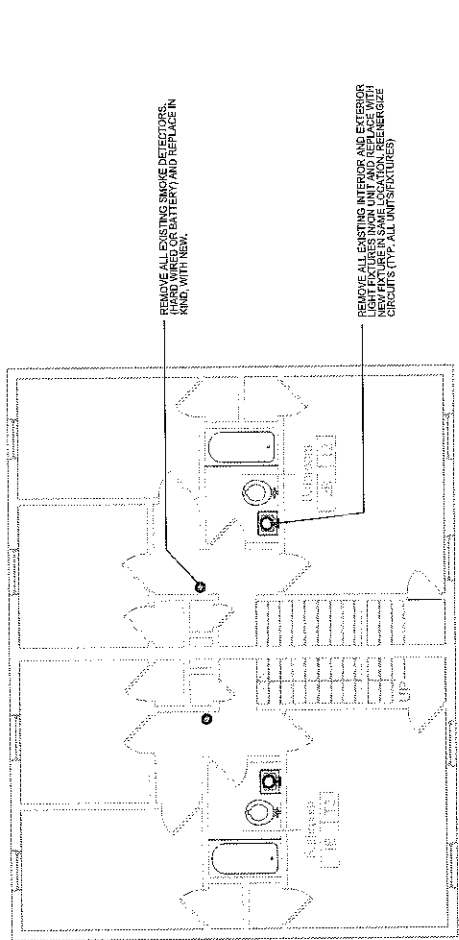 REMOVE ALL EXISTING SMOKE DETECTORS.
(HARD WIRED OR BATTERY) AND REPLACE IN
KIND, WITH NEW.
REMOVE ALL EXISTING INTERIOR AND EXTERIOR
LIGHT FIXTURES IN/ON UNIT AND REPLACE WITH
NEW FIXTURE IN SAME LOCATION. REENERGIZE
CIRCUITS (TYP. ALL UNITS/FIXTURES)
UP